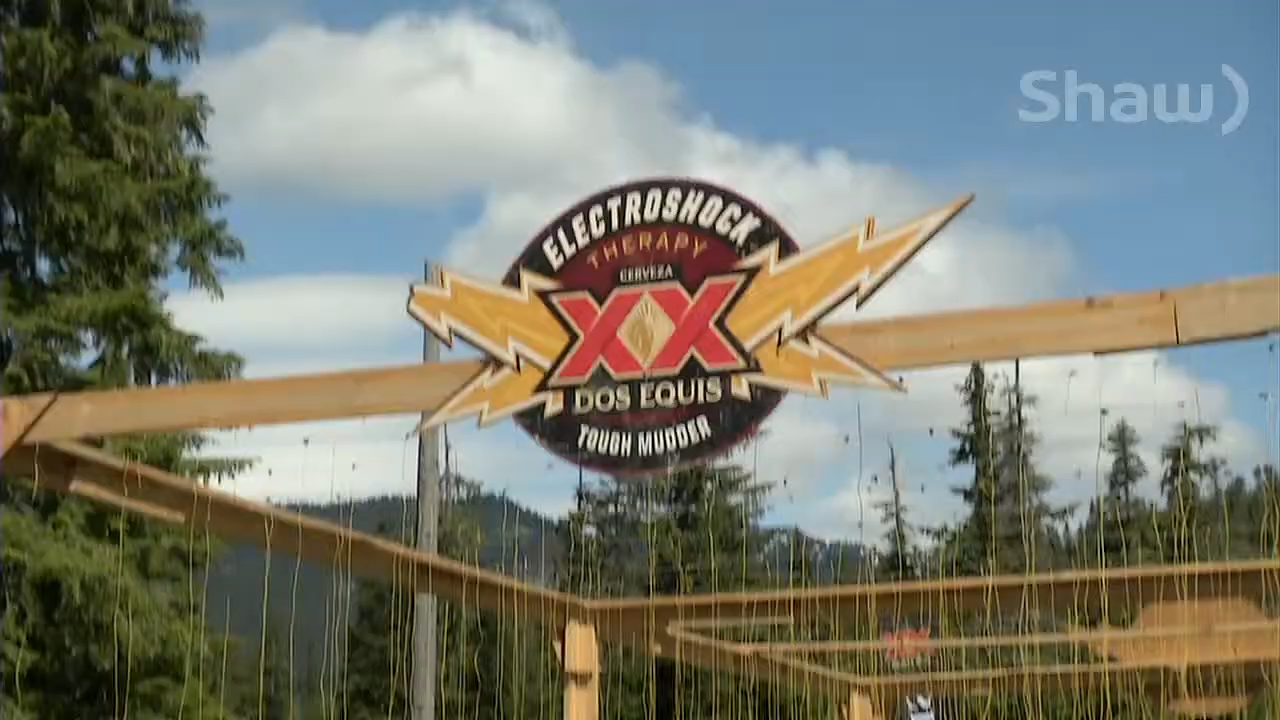 Shaw)
ELECTROSHOCK
THERAPY
CERVEZA
XX
DOS EQUIS
TOUGH MUDDER